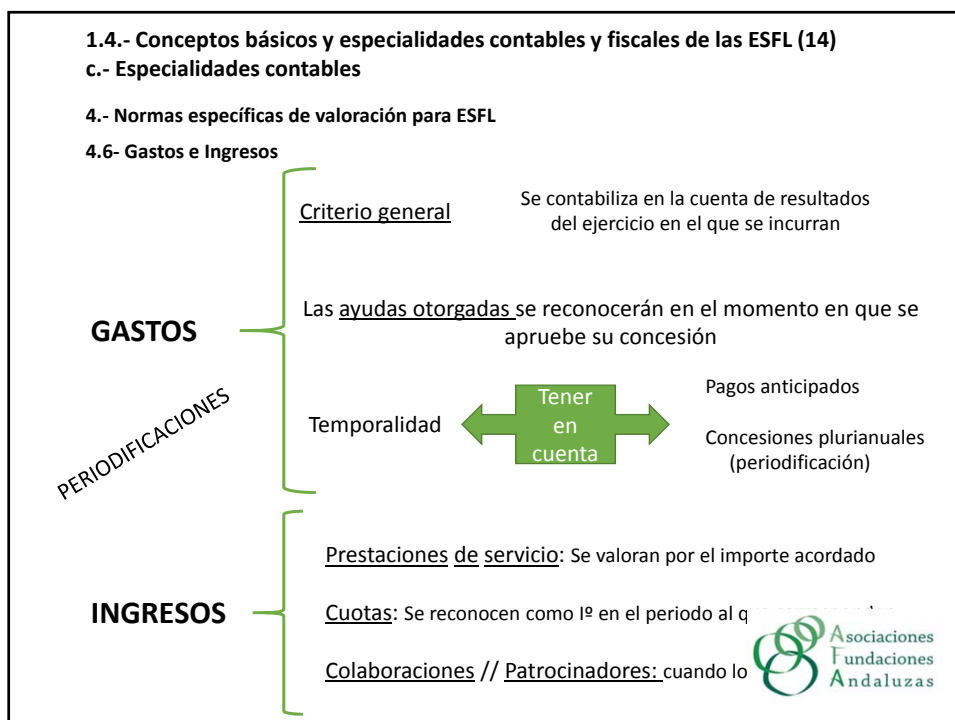 1.4.- Conceptos básicos y especialidades contables y fiscales de las ESFL (14)
c.- Especialidades contables
4.- Normas específicas de valoración para ESFL
4.6- Gastos e Ingresos
Criterio general
Se contabiliza en la cuenta de resultados
del ejercicio en el que se incurran
GASTOS
Las ayudas otorgadas se reconocerán en el momento en que se
apruebe su concesión
PERIODIFICACIONES
Temporalidad
Tener
en
cuenta
Pagos anticipados
Concesiones plurianuales
(periodificación)
INGRESOS
Prestaciones de servicio: Se valoran por el importe acordado
Cuotas: Se reconocen como Iº en el periodo al
Colaboraciones // Patrocinadores: cuando lo
Asociaciones
Fundaciones
Andaluzas